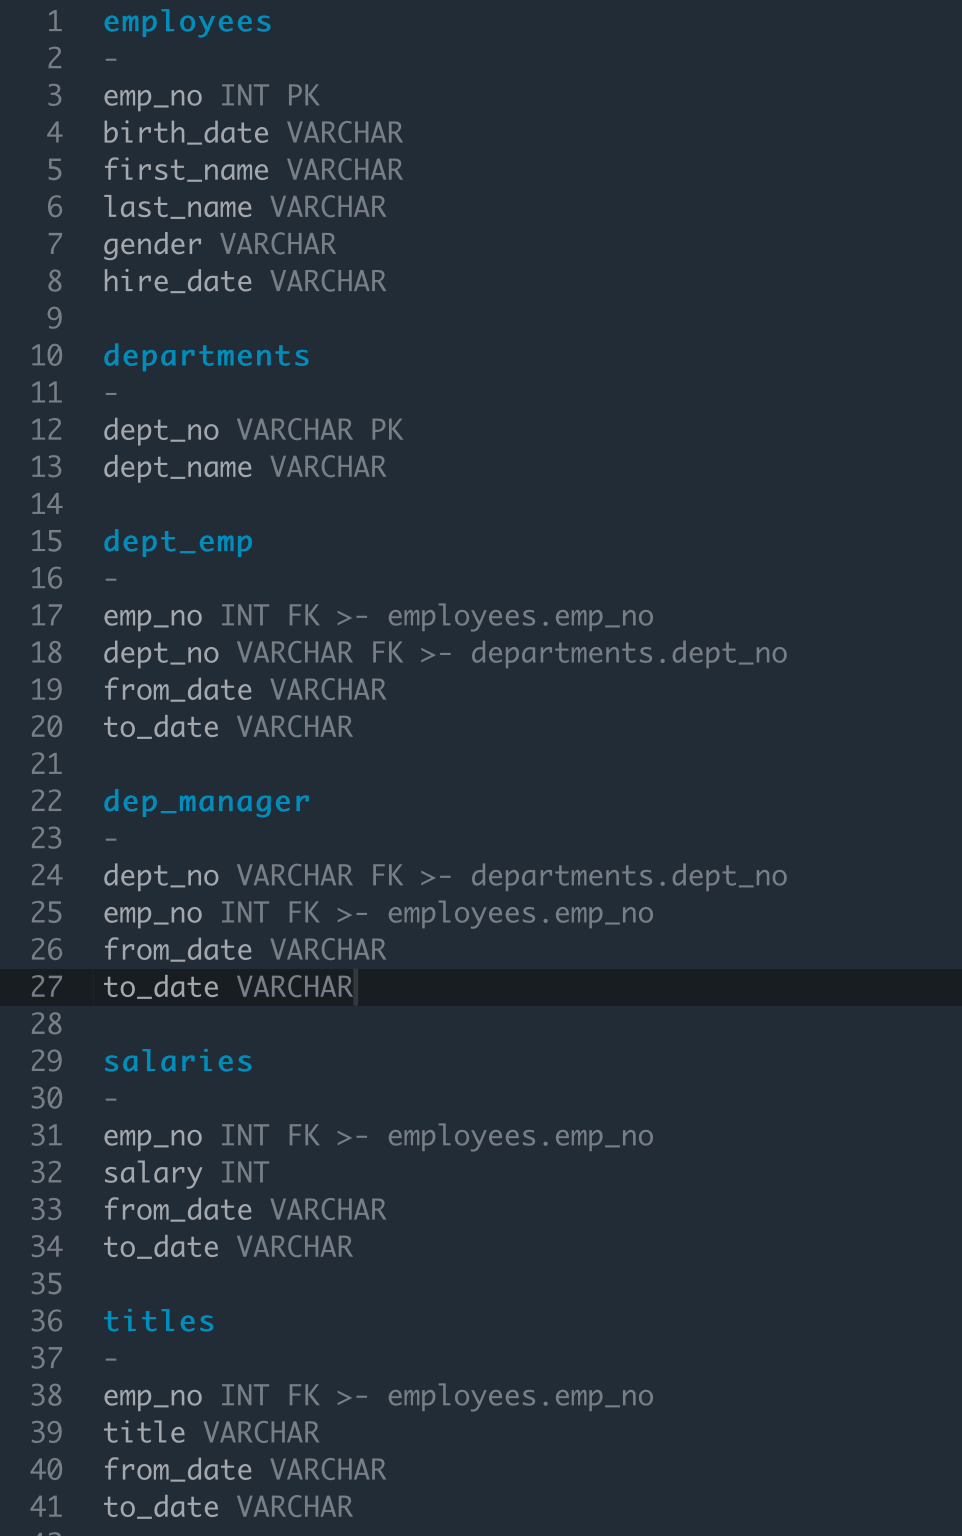 1 employees
2 -
3 emp_no INT PK
4 birth_date VARCHAR
5 first_name VARCHAR
6 last_name VARCHAR
7 gender VARCHAR
8 hire_date VARCHAR
9
10 departments
11 -
12 dept_no VARCHAR PK
13 dept_name VARCHAR
14
15 dept_emp
16 -
17 emp_no INT FK >- employees.emp_no
18 dept_no VARCHAR FK >- departments.dept_no
19 from_date VARCHAR
20 to_date VARCHAR
21
22 dep_manager
23 -
24 dept_no VARCHAR FK >- departments.dept_no
25 emp_no INT FK >- employees.emp_no
26 from_date VARCHAR
27 to_date VARCHAR
28
29 salaries
30 -
31 emp_no INT FK >- employees.emp_no
32 salary INT
33 from_date VARCHAR
34 to_date VARCHAR
35
36 titles
37 -
38 emp_no INT FK >- employees.emp_no
39 title VARCHAR
40 from_date VARCHAR
41 to_date VARCHAR